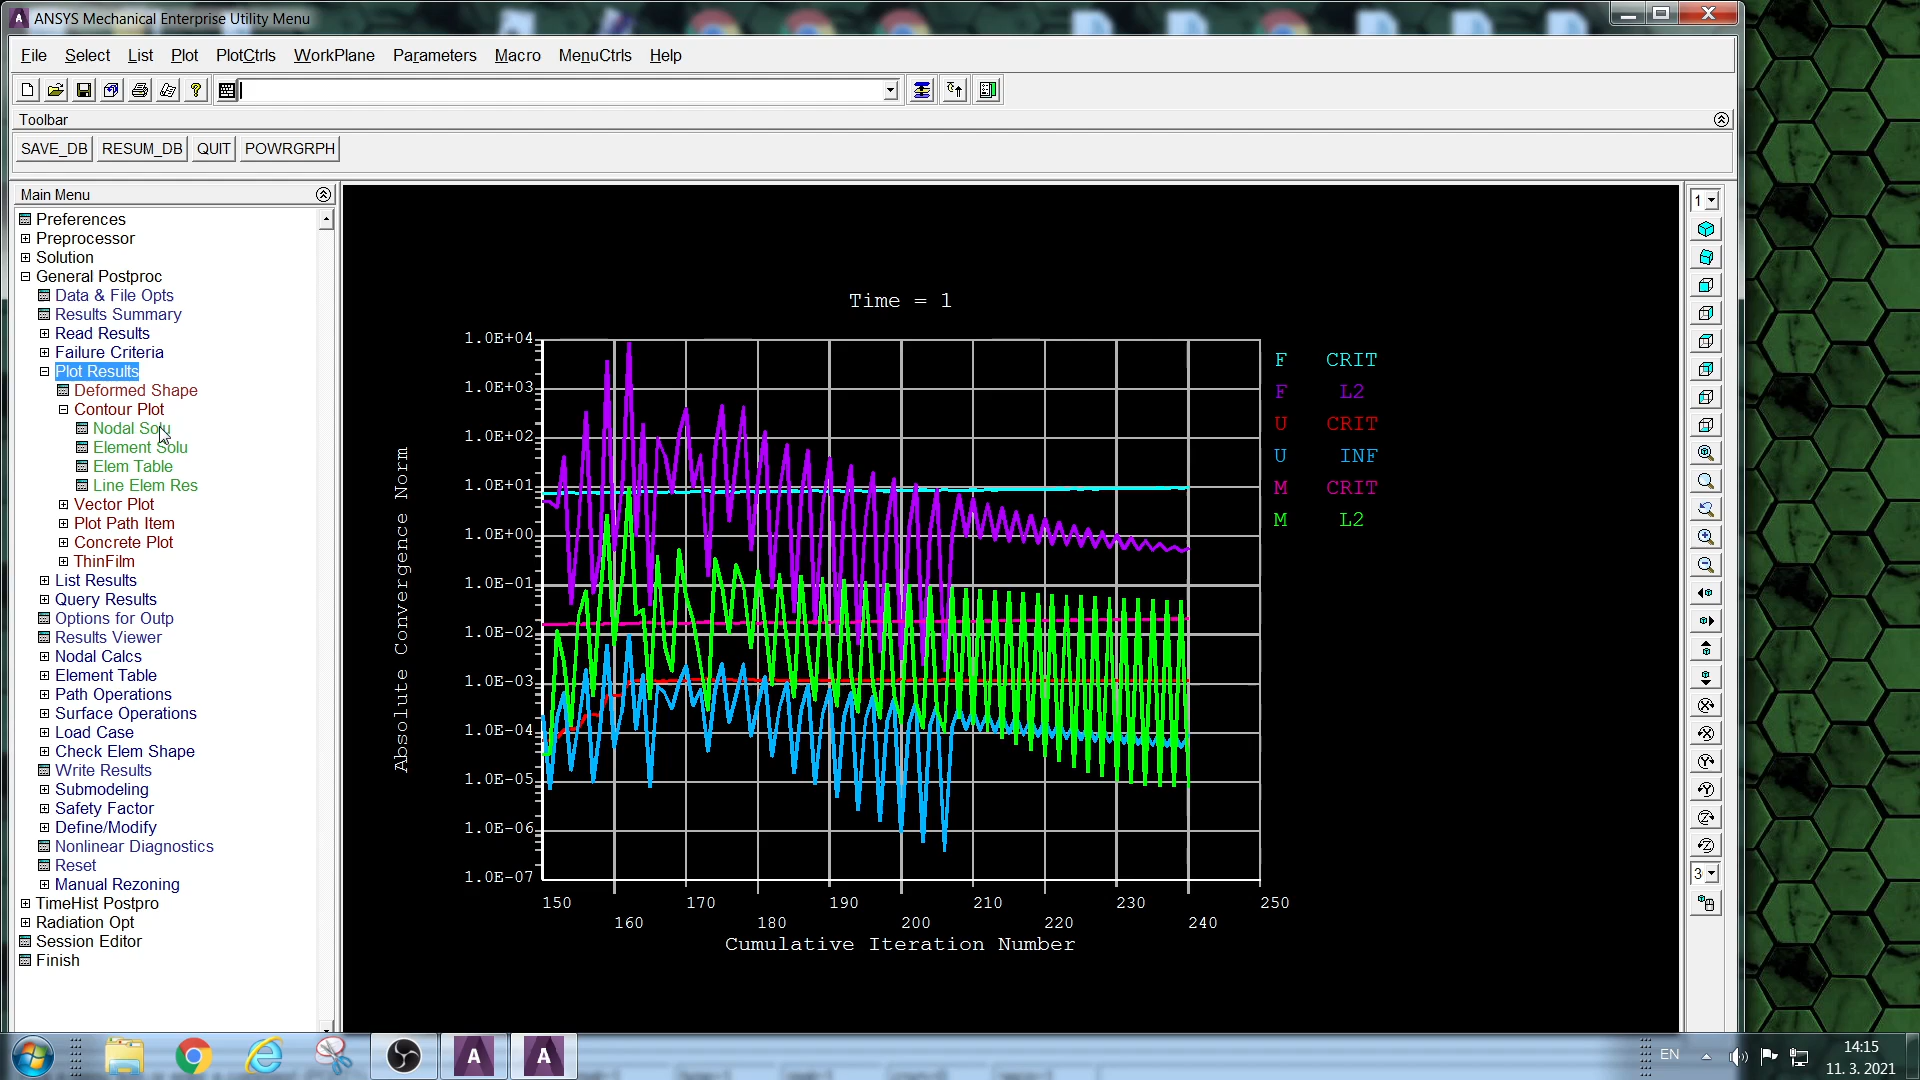 ANSYS Mechanical Enterprise Utility Menu
File Select List Plot PlotCtrls WorkPlane Parameters Macro MenuCtrls Help
Toolbar
SAVE_DB RESUM_DB QUIT POWRGRPH
Main Menu
Preferences
Preprocessor
Solution
General Postproc
Data & File Opts
Results Summary
Read Results
Failure Criteria
Plot Results
Deformed Shape
Contour Plot
Nodal Solu
Element Solu
Elem Table
Line Elem Res
Vector Plot
Plot Path Item
Concrete Plot
ThinFilm
List Results
Query Results
Options for Outp
Results Viewer
Nodal Calcs
Element Table
Path Operations
Surface Operations
Load Case
Check Elem Shape
Write Results
Submodeling
Safety Factor
Define/Modify
Nonlinear Diagnostics
Reset
Manual Rezoning
TimeHist Postpro
Radiation Opt
Session Editor
Finish
Time = 1
Absolute Convergence Norm
1.0E+04
1.0E+03
1.0E+02
1.0E+01
1.0E+00
1.0E-01
1.0E-02
1.0E-03
1.0E-04
1.0E-05
1.0E-06
1.0E-07
150 170 190 210 230 250
160 180 200 220 240
Cumulative Iteration Number
F CRIT
F L2
U CRIT
U INF
M CRIT
M L2
1
3
EN
14:15
11. 3. 2021